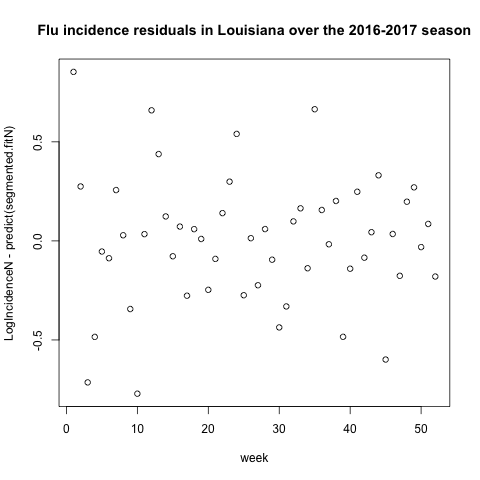 Flu incidence residuals in Louisiana over the 2016-2017 season
LogIncidenceN - predict(segmented.fitN)
0.5
0.0
-0.5
0 10 20 30 40 50
week